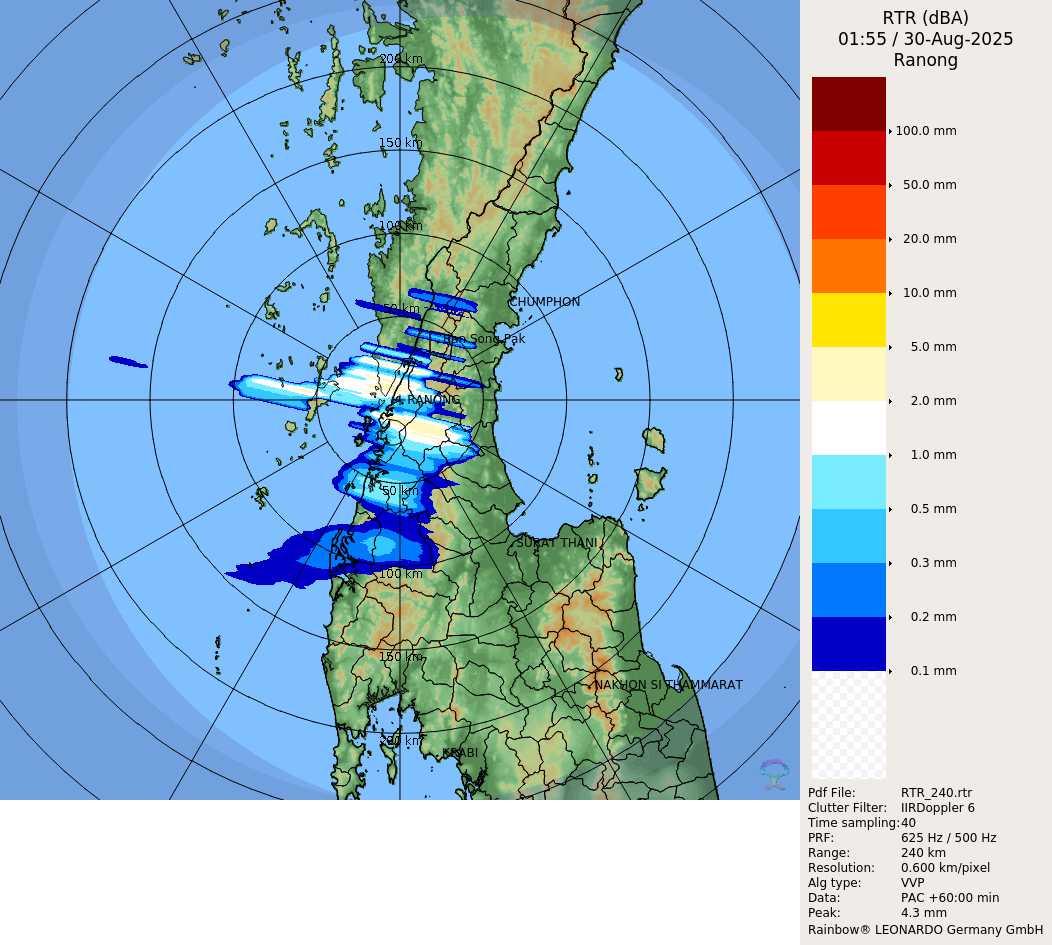 RTR (dBA)
01:55 / 30-Aug-2025
Ranong
200 km
150 km
100 km
50 km
CHUMPHON
Ban Song Pak
RANONG
50 km
SURAT THANI
100 km
150 km
NAKHON SI THAMMARAT
200 km
KRABI
100.0 mm
50.0 mm
20.0 mm
10.0 mm
5.0 mm
2.0 mm
1.0 mm
0.5 mm
0.3 mm
0.2 mm
0.1 mm
Pdf File: RTR_240.rtr
Clutter Filter: IIRDoppler 6
Time sampling:40
PRF: 625 Hz / 500 Hz
Range: 240 km
Resolution: 0.600 km/pixel
Alg type: VVP
Data: PAC +60:00 min
Peak: 4.3 mm
Rainbow® LEONARDO Germany GmbH